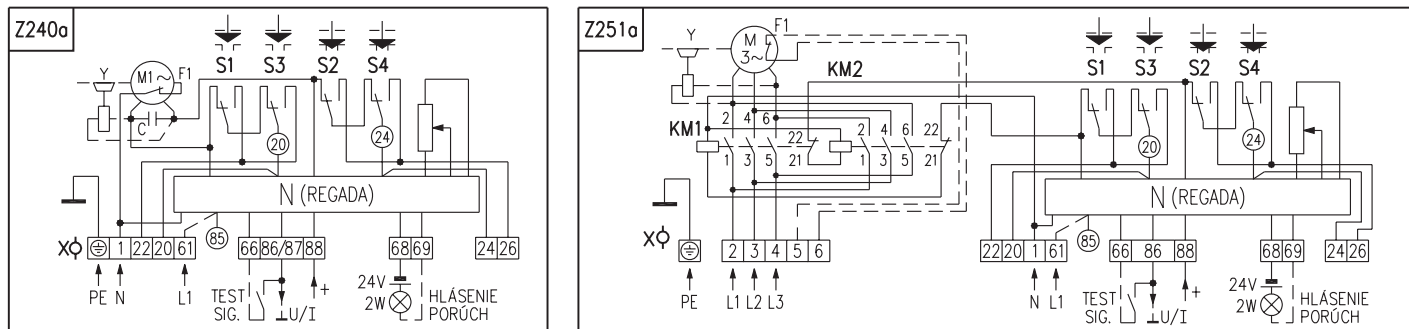 Z240a
S1 S3 S2 S4
Y M1 ~ F1
C
20 24
N (REGADA)
X 1 22 20 61 85 66 86/87 88 68 69 24 26
PE N L1
TEST SIG.
⊥U/I
+
24V
2W
HLÁSENIE PORÚCH
Z251a
Y M 3~ F1
S1 S3 S2 S4
KM2
2 4 6 22
KM1
1 3 5 21
2 4 6 22
1 3 5 21
20 24
N (REGADA)
X 2 3 4 5 6 22 20 1 61 85 66 86 88 68 69 24 26
PE L1 L2 L3 N L1
TEST SIG.
⊥U/I
+
24V
2W
HLÁSENIE PORÚCH